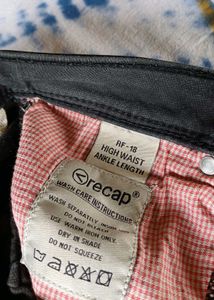 RF-18
HIGH WAIST
ANKLE LENGTH
recap
WASH CARE INSTRUCTIONS
WASH SEPARATELY
DO NOT BLEACH
USE WARM IRON ONLY
DRY IN SHADE
DO NOT SQUEEZE